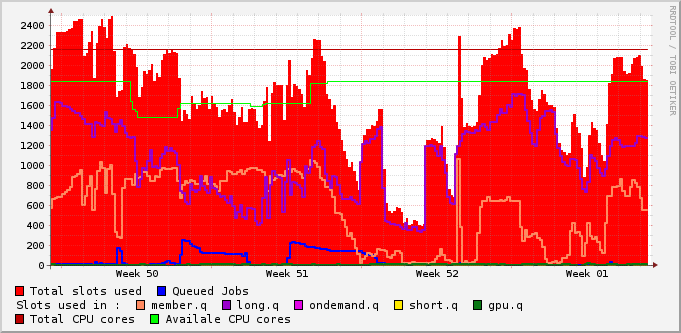 RRDTOOL / TOBI OETIKER
2400
2200
2000
1800
1600
1400
1200
1000
800
600
400
200
0
Week 50 Week 51 Week 52 Week 01
Total slots used Queued Jobs
Slots used in : member.q long.q ondemand.q short.q gpu.q
Total CPU cores Availale CPU cores